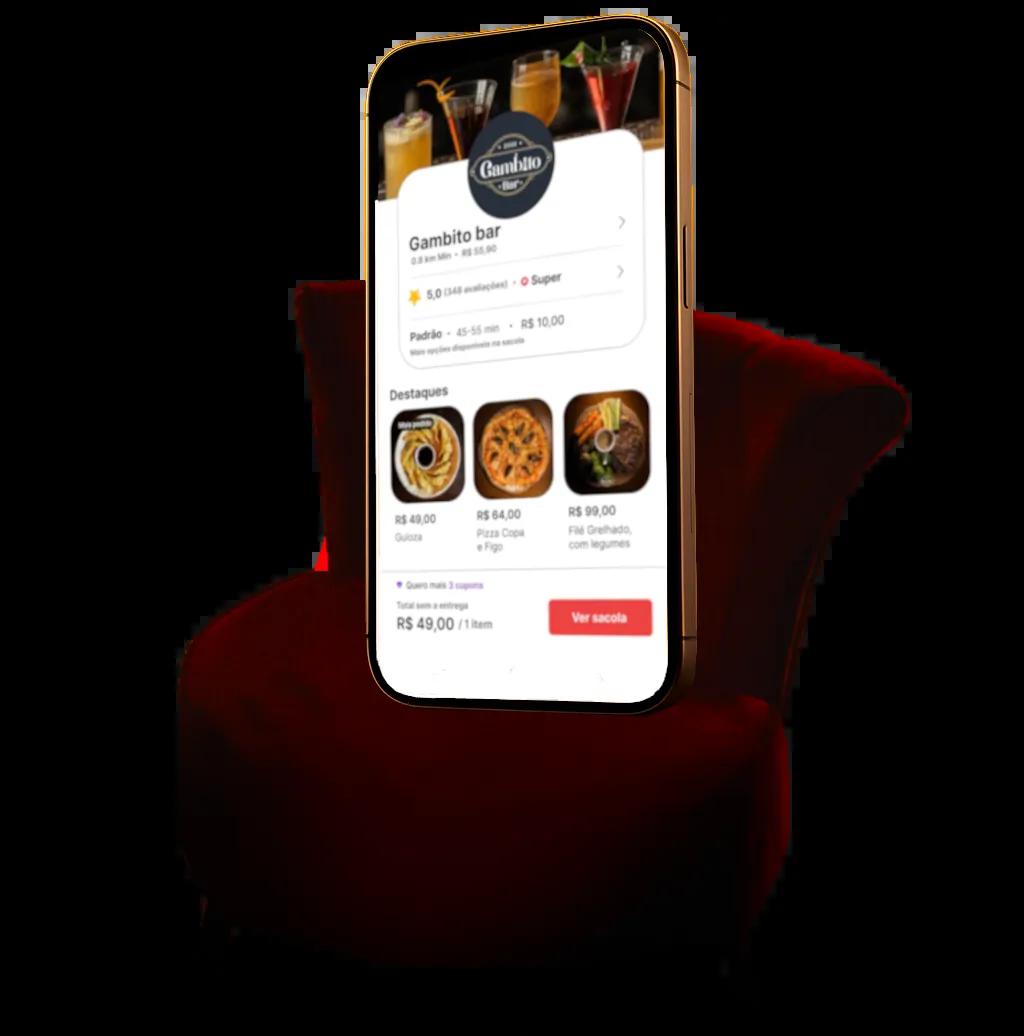 2022
Gambito
Bar
Gambito bar
0.8 km Min • R$ 55,90
5,0 (348 avaliações) • Super
Padrão • 45-55 min • R$ 10,00
Mais opções disponíveis na sacola
Destaques
Mais pedido
R$ 49,00
Guioza
R$ 64,00
Pizza Copa
e Figo
R$ 99,00
Filé Grelhado,
com legumes
Quero mais 3 cupons
Total sem a entrega
R$ 49,00 / 1 item
Ver sacola